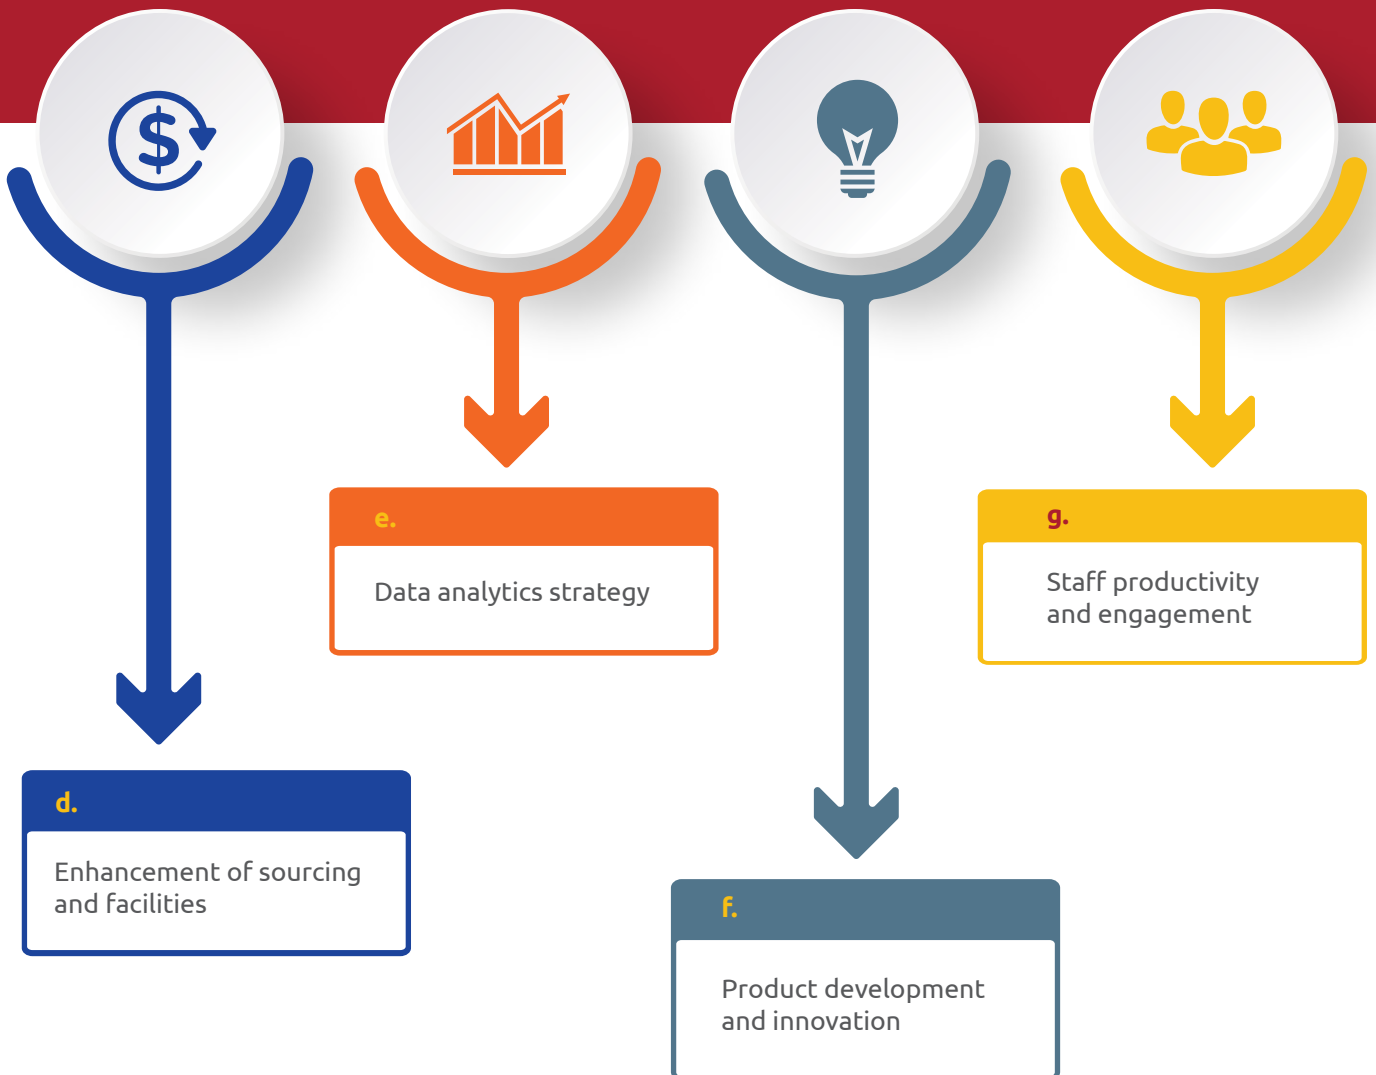 d.
Enhancement of sourcing
and facilities
e.
Data analytics strategy
f.
Product development
and innovation
g.
Staff productivity
and engagement